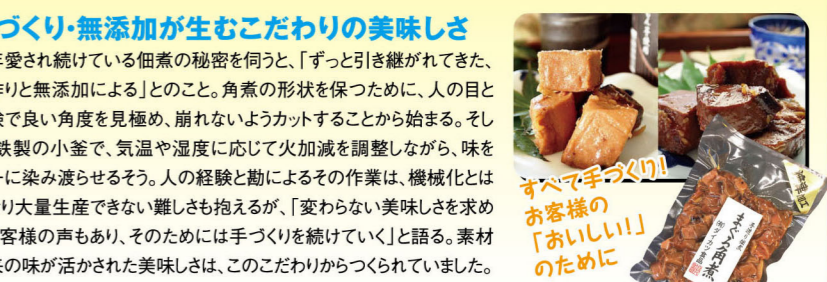 づくり・無添加が生むこだわりの美味しさ
愛され続けている佃煮の秘密を伺うと、「ずっと引き継がれてきた、
りと無添加による」とのこと。角煮の形状を保つために、人の目と
で良い角度を見極め、崩れないようカットすることから始まる。そし
鉄製の小釜で、気温や湿度に応じて火加減を調整しながら、味を
に染み渡らせるそう。人の経験と勘によるその作業は、機械化とは
り大量生産できない難しさも抱えるが、「変わらない美味しさを求め
客様の声もあり、そのためには手づくりを続けていく」と語る。素材
の味が活かされた美味しさは、このこだわりからつくられていました。
すべて手づくり!
お客様の
「おいしい!」
のために
まぐろ角煮
㈲ダイカツ食品